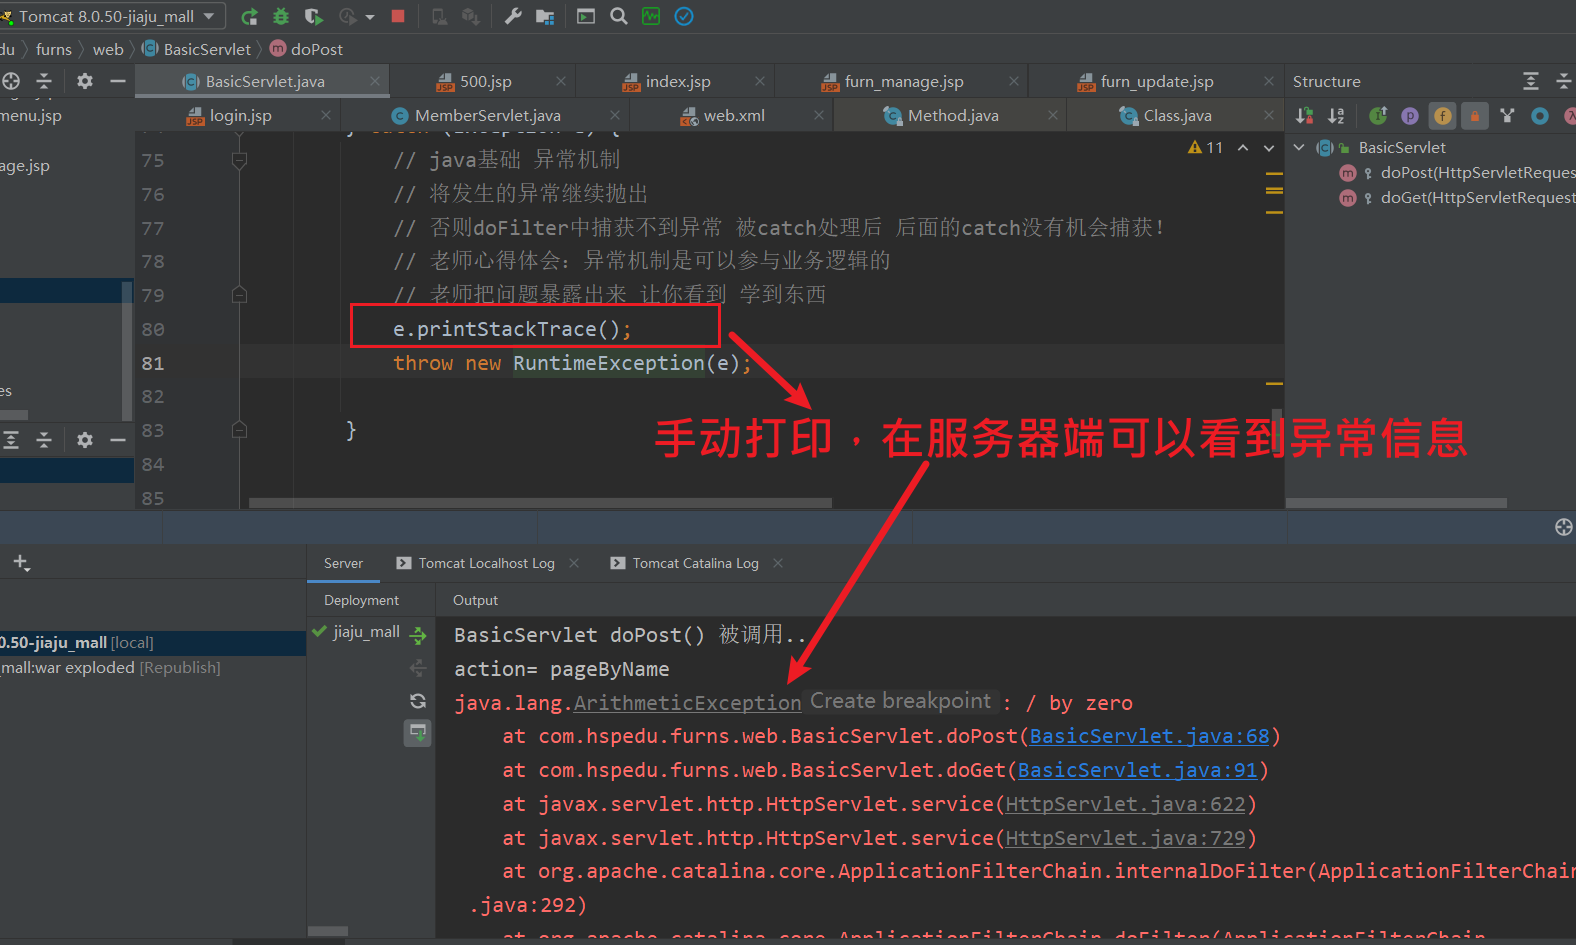 Tomcat 8.0.50-jiaju_mall
du furns web BasicServlet doPost
BasicServlet.java 500.jsp index.jsp furn_manage.jsp furn_update.jsp Structure
menu.jsp login.jsp MemberServlet.java web.xml Method.java Class.java
11
75 // java基础 异常机制
age.jsp
76 // 将发生的异常继续抛出
77 // 否则doFilter中捕获不到异常 被catch处理后 后面的catch没有机会捕获!
78 // 老师心得体会: 异常机制是可以参与业务逻辑的
79 // 老师把问题暴露出来 让你看到 学到东西
80 e.printStackTrace();
81 throw new RuntimeException(e);
82
es
83 }
84
85
手动打印，在服务器端可以看到异常信息
BasicServlet
doPost(HttpServletReques
doGet(HttpServletRequest
Server Tomcat Localhost Log Tomcat Catalina Log
Deployment Output
0.50-jiaju_mall [local]
_mall:war exploded [Republish]
jiaju_mall
BasicServlet doPost() 被调用..
action= pageByName
java.lang.ArithmeticException Create breakpoint : / by zero
at com.hspedu.furns.web.BasicServlet.doPost(BasicServlet.java:68)
at com.hspedu.furns.web.BasicServlet.doGet(BasicServlet.java:91)
at javax.servlet.http.HttpServlet.service(HttpServlet.java:622)
at javax.servlet.http.HttpServlet.service(HttpServlet.java:729)
at org.apache.catalina.core.ApplicationFilterChain.internalDoFilter(ApplicationFilterChain
.java:292)
at org.apache.catalina.core.ApplicationFilterChain.doFilter(ApplicationFilterChain